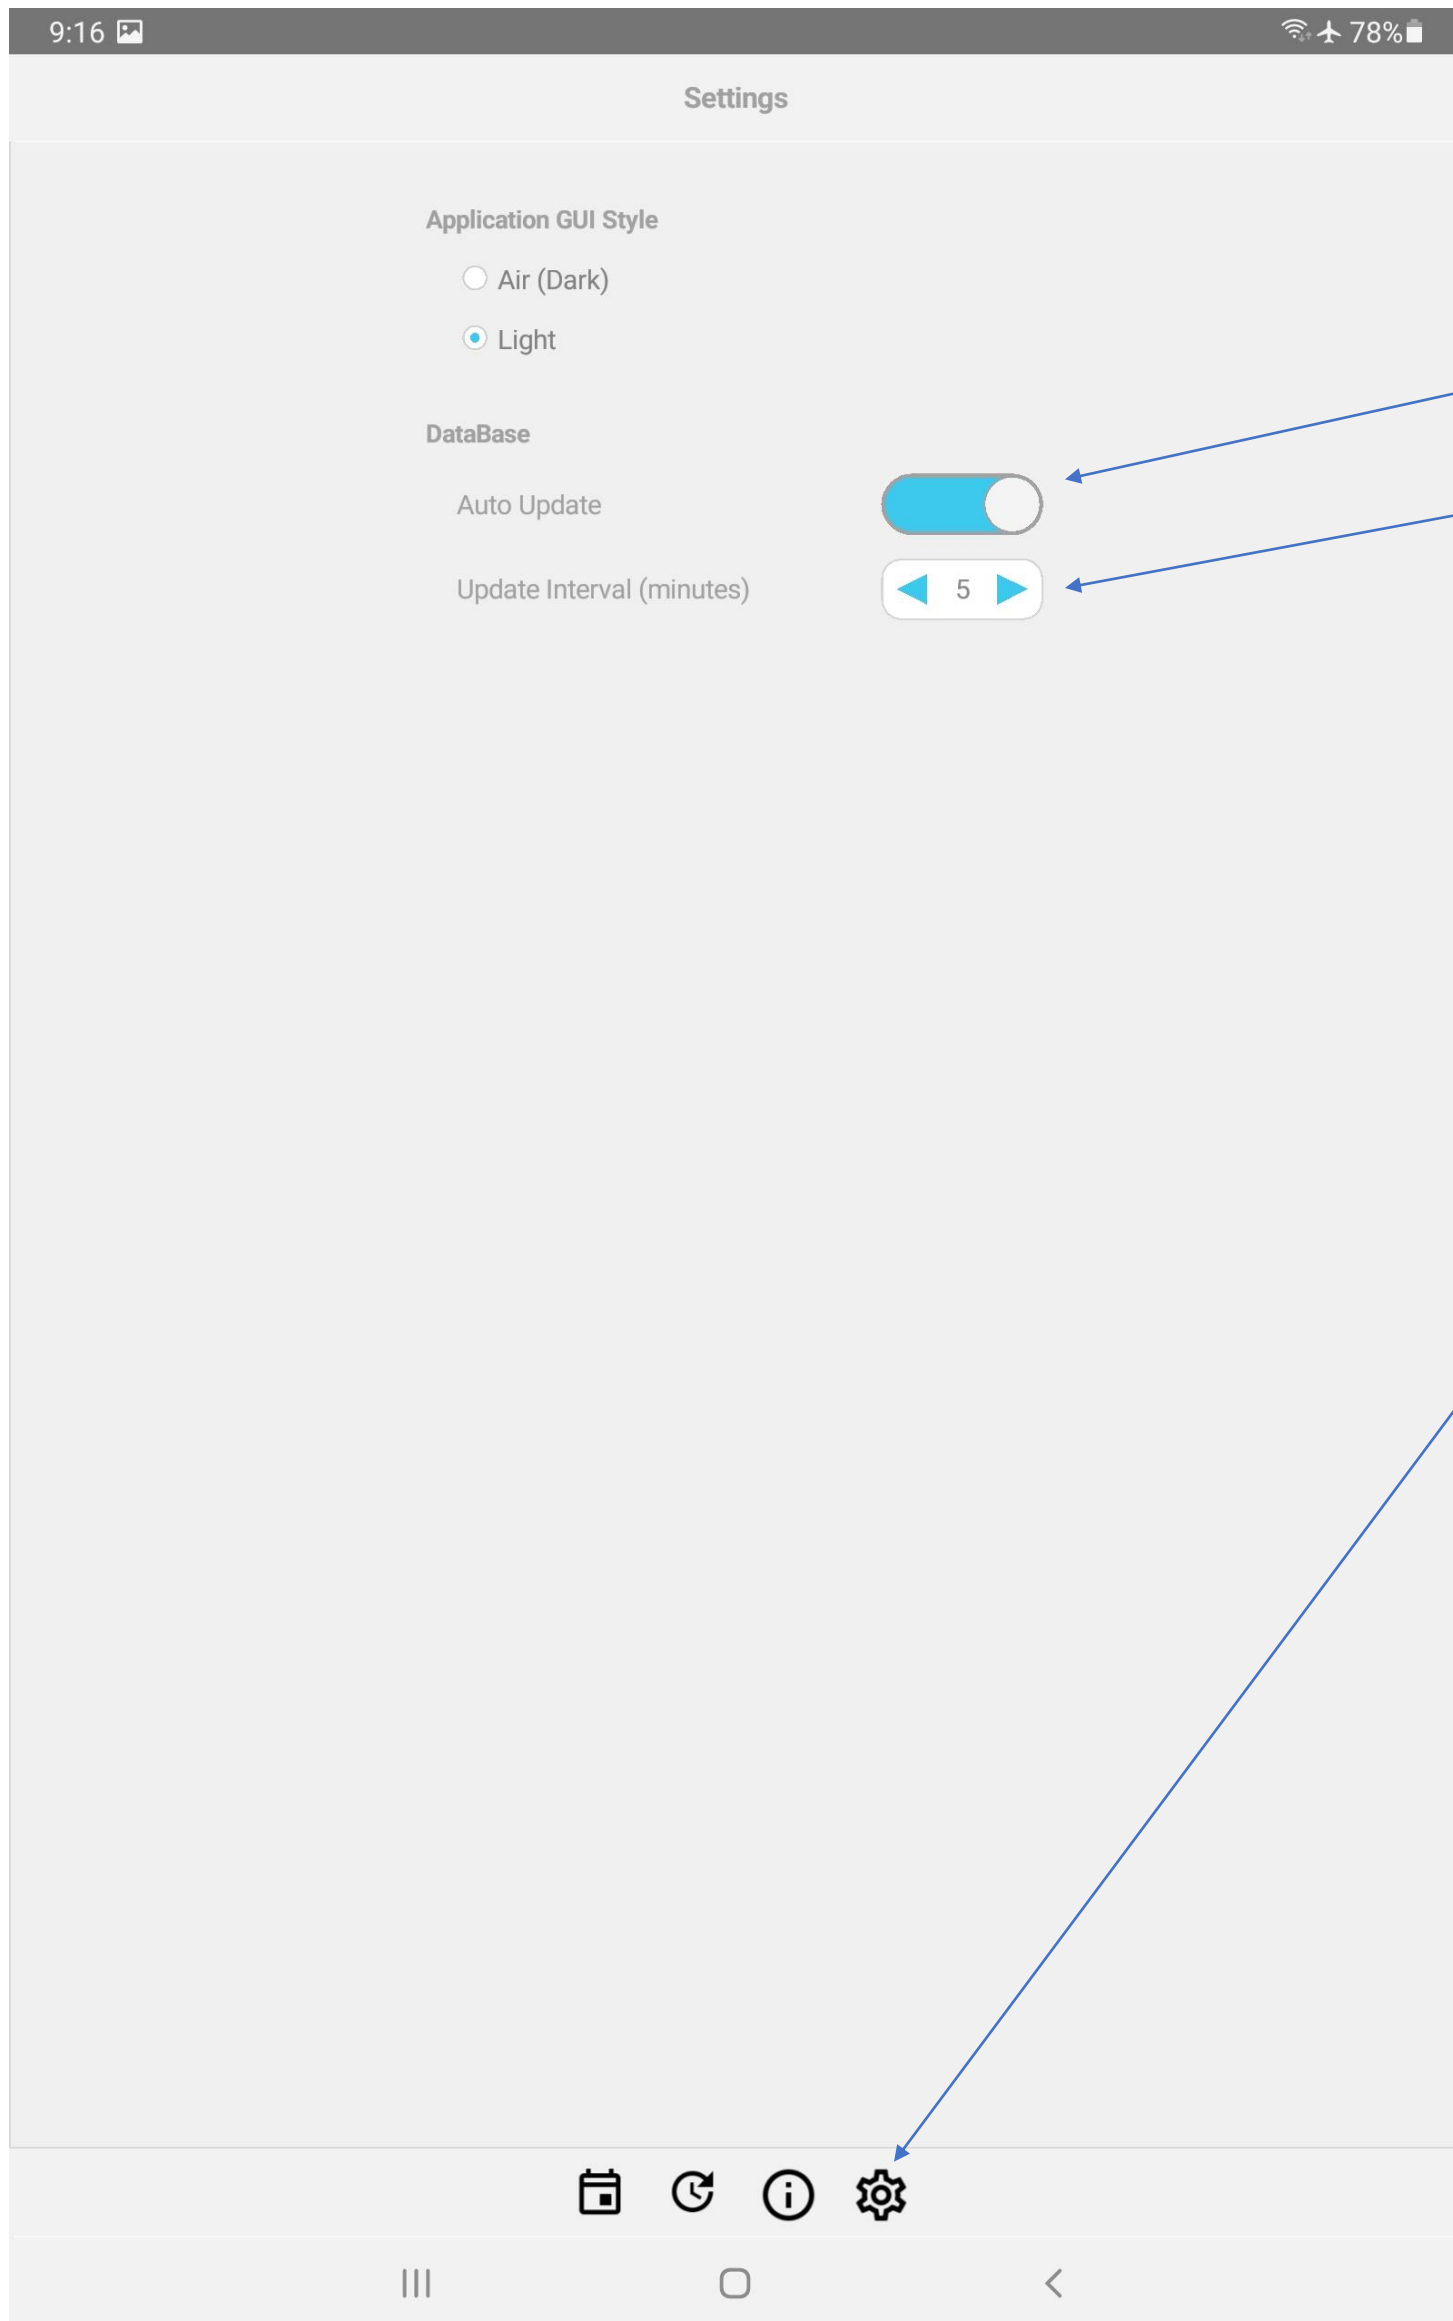 9:16 78%
Settings
Application GUI Style
Air (Dark)
Light
DataBase
Auto Update
Update Interval (minutes) 5